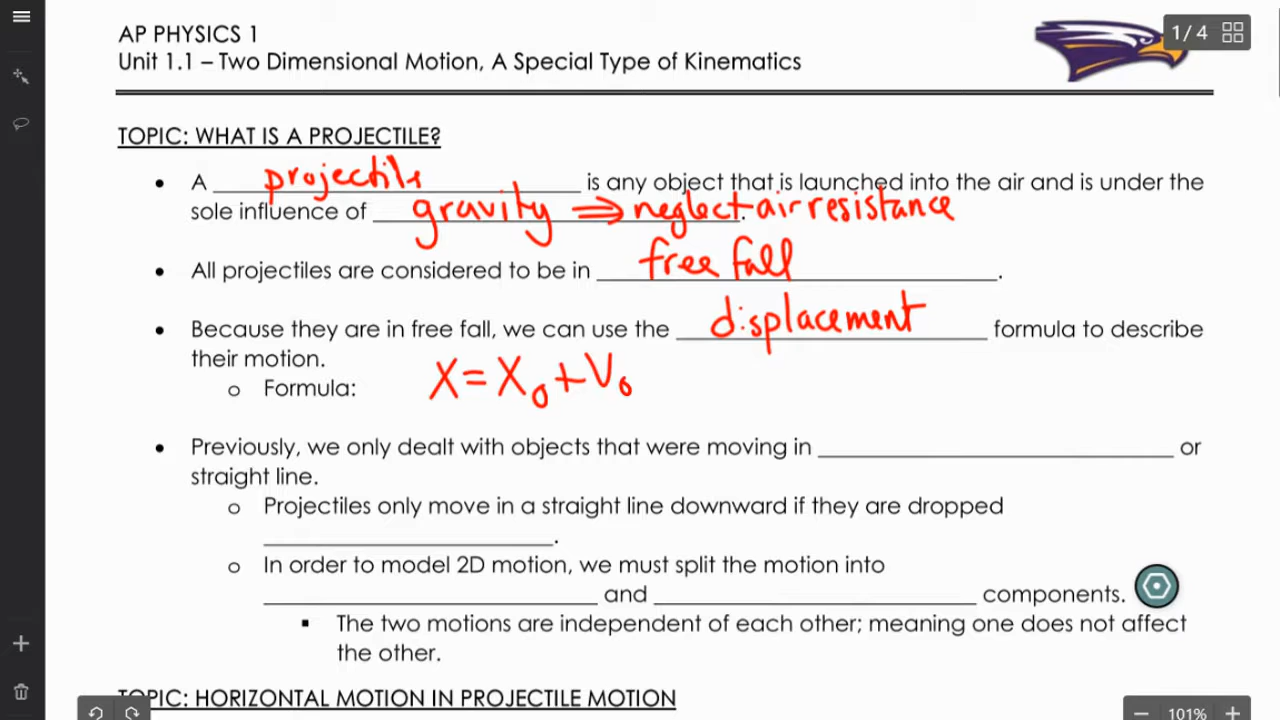 1/4
AP PHYSICS 1
Unit 1.1 – Two Dimensional Motion, A Special Type of Kinematics
TOPIC: WHAT IS A PROJECTILE?
• A projectile is any object that is launched into the air and is under the
sole influence of gravity ⇒ neglect air resistance.
• All projectiles are considered to be in free fall.
• Because they are in free fall, we can use the displacement formula to describe
their motion.
o Formula: X = X₀ + V₀
• Previously, we only dealt with objects that were moving in ____ or
straight line.
o Projectiles only move in a straight line downward if they are dropped
____.
o In order to model 2D motion, we must split the motion into
____ and ____ components.
▪ The two motions are independent of each other; meaning one does not affect
the other.
TOPIC: HORIZONTAL MOTION IN PROJECTILE MOTION
101%